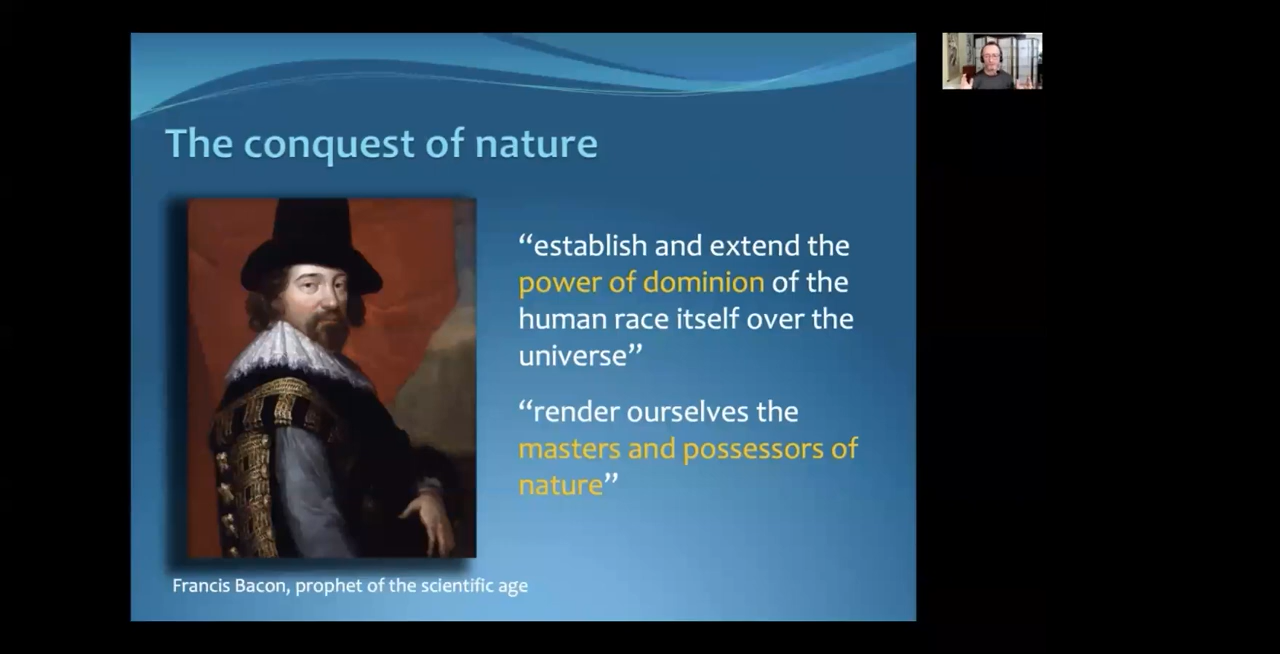 The conquest of nature
“establish and extend the
power of dominion of the
human race itself over the
universe”
“render ourselves the
masters and possessors of
nature”
Francis Bacon, prophet of the scientific age